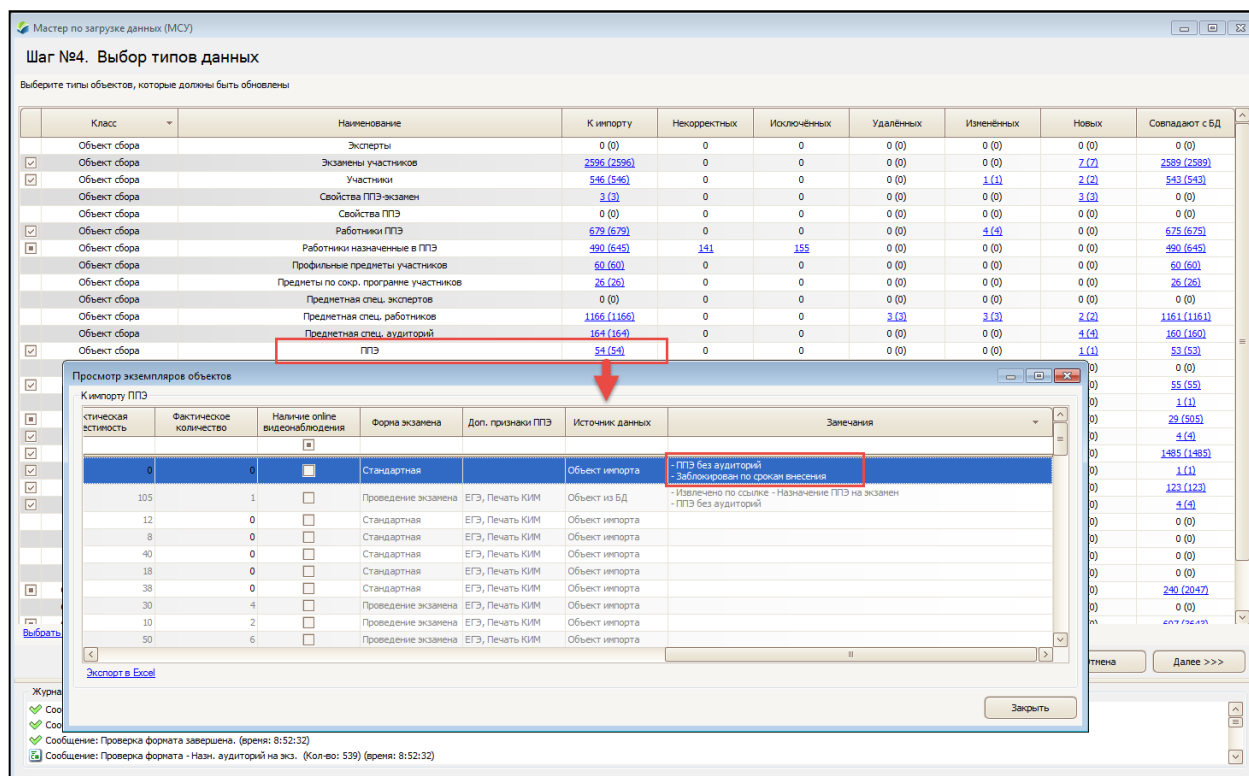 Мастер по загрузке данных (МСУ)
Шаг №4. Выбор типов данных
Выберите типы объектов, которые должны быть обновлены
Класс Наименование К импорту Некорректных Исключённых Удалённых Изменённых Новых Совпадают с БД
Объект сбора Эксперты 0 (0) 0 0 0 (0) 0 (0) 0 (0) 0 (0)
Объект сбора Экзамены участников 2596 (2596) 0 0 0 (0) 0 (0) 7 (7) 2589 (2589)
Объект сбора Участники 546 (546) 0 0 0 (0) 1 (1) 2 (2) 543 (543)
Объект сбора Свойства ППЭ-экзамен 3 (3) 0 0 0 (0) 0 (0) 3 (3) 0 (0)
Объект сбора Свойства ППЭ 0 (0) 0 0 0 (0) 0 (0) 0 (0) 0 (0)
Объект сбора Работники ППЭ 679 (679) 0 0 0 (0) 4 (4) 0 (0) 675 (675)
Объект сбора Работники назначенные в ППЭ 490 (645) 141 155 0 (0) 0 (0) 0 (0) 490 (645)
Объект сбора Профильные предметы участников 60 (60) 0 0 0 (0) 0 (0) 0 (0) 60 (60)
Объект сбора Предметы по сокр. программе участников 26 (26) 0 0 0 (0) 0 (0) 0 (0) 26 (26)
Объект сбора Предметная спец. экспертов 0 (0) 0 0 0 (0) 0 (0) 0 (0) 0 (0)
Объект сбора Предметная спец. работников 1166 (1166) 0 0 3 (3) 3 (3) 2 (2) 1161 (1161)
Объект сбора Предметная спец. аудиторий 164 (164) 0 0 0 (0) 0 (0) 4 (4) 160 (160)
Объект сбора ППЭ 54 (54) 0 0 0 (0) 0 (0) 1 (1) 53 (53)
0) 0 (0)
0) 55 (55)
0) 1 (1)
0) 29 (505)
0) 4 (4)
0) 1485 (1485)
0) 1 (1)
0) 123 (123)
0) 4 (4)
0) 0 (0)
0) 0 (0)
0) 0 (0)
0) 240 (2047)
0) 0 (0)
Просмотр экземпляров объектов
К импорту ППЭ
ктическая естимость Фактическое количество Наличие online видеонаблюдения Форма экзамена Доп. признаки ППЭ Источник данных Замечания
0 0 Стандартная Объект импорта - ППЭ без аудиторий
- Заблокирован по срокам внесения
105 1 Проведение экзамена ЕГЭ, Печать КИМ Объект из БД - Извлечено по ссылке - Назначение ППЭ на экзамен
- ППЭ без аудиторий
12 0 Стандартная ЕГЭ, Печать КИМ Объект импорта
8 0 Стандартная ЕГЭ, Печать КИМ Объект импорта
40 0 Стандартная ЕГЭ, Печать КИМ Объект импорта
18 0 Стандартная ЕГЭ, Печать КИМ Объект импорта
38 0 Стандартная ЕГЭ, Печать КИМ Объект импорта
30 4 Проведение экзамена ЕГЭ, Печать КИМ Объект импорта
10 2 Проведение экзамена ЕГЭ, Печать КИМ Объект импорта
50 6 Проведение экзамена ЕГЭ, Печать КИМ Объект импорта
Экспорт в Excel
Закрыть
Выбрать
тмена Далее >>>
Журна
Соо
Соо
Сообщение: Проверка формата завершена. (время: 8:52:32)
Сообщение: Проверка формата - Назн. аудиторий на экз. (Кол-во: 539) (время: 8:52:32)